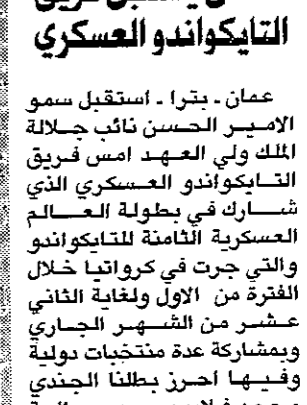 التايكواندو العسكري
عمان ـ بترا ـ استقبل سمو
الامير الحسن نائب جلالة
الملك ولي العهد امس فريق
التايكواندو العسكري الذي
شارك في بطولة العالم
العسكرية الثامنة للتايكواندو
والتي جرت في كرواتيا خلال
الفترة من الاول ولغاية الثاني
عشر من الشهر الجاري
وبمشاركة عدة منتخبات دولية
وفيها احرز بطلنا الجندي